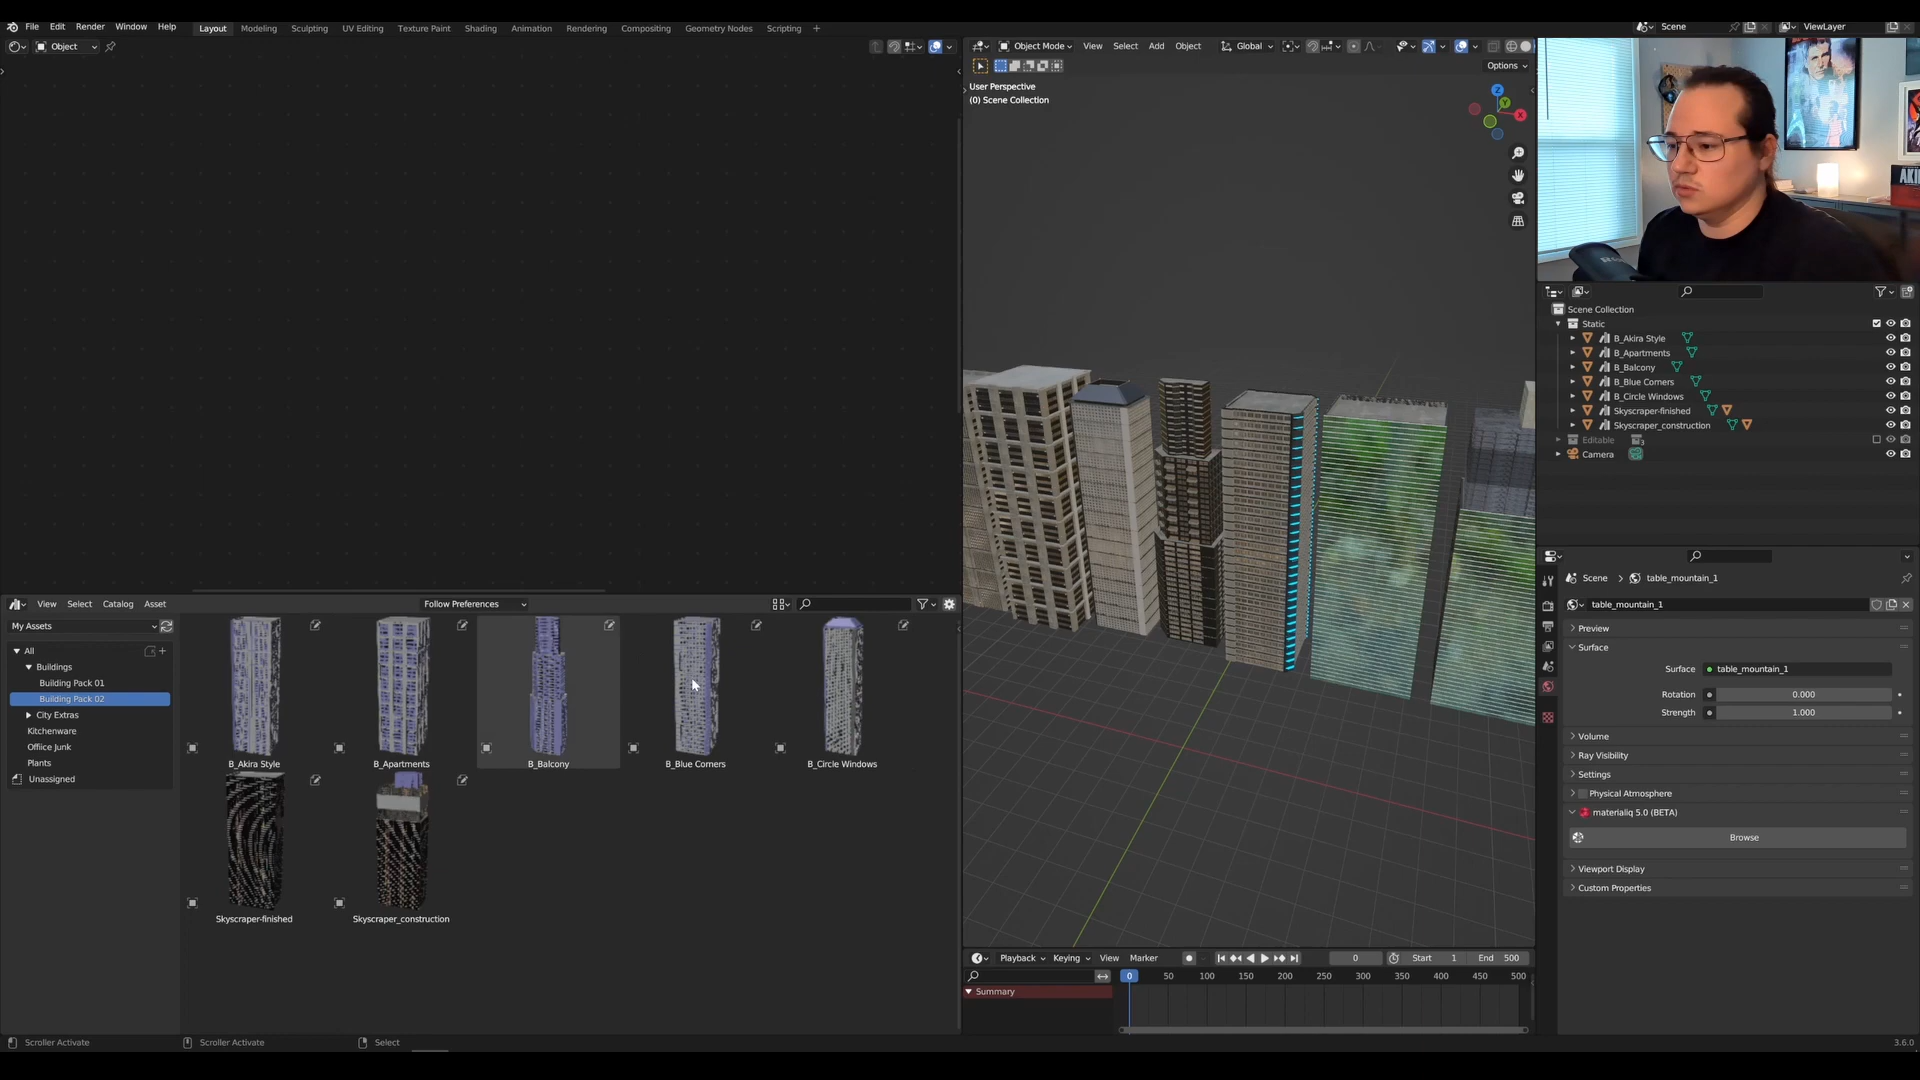 File Edit Render Window Help Layout Modeling Sculpting UV Editing Texture Paint Shading Animation Rendering Compositing Geometry Nodes Scripting + Scene ViewLayer
Object
Object Mode View Select Add Object Global
Options
User Perspective
(0) Scene Collection
Z
Y
X
AKI
Scene Collection
Static
B_Akira Style
B_Apartments
B_Balcony
B_Blue Corners
B_Circle Windows
Skyscraper-finished
Skyscraper_construction
Editable 3
Camera
Scene table_mountain_1
table_mountain_1
Preview
Surface
Surface table_mountain_1
Rotation 0.000
Strength 1.000
Volume
Ray Visibility
Settings
Physical Atmosphere
materialiq 5.0 (BETA)
Browse
Viewport Display
Custom Properties
View Select Catalog Asset Follow Preferences
My Assets
All
Buildings
Building Pack 01
Building Pack 02
City Extras
Kitchenware
Office Junk
Plants
Unassigned
B_Akira Style B_Apartments B_Balcony B_Blue Corners B_Circle Windows
Skyscraper-finished Skyscraper_construction
Playback Keying View Marker 0 Start 1 End 500
0 50 100 150 200 250 300 350 400 450 500
Summary
Scroller Activate Scroller Activate Select 3.6.0